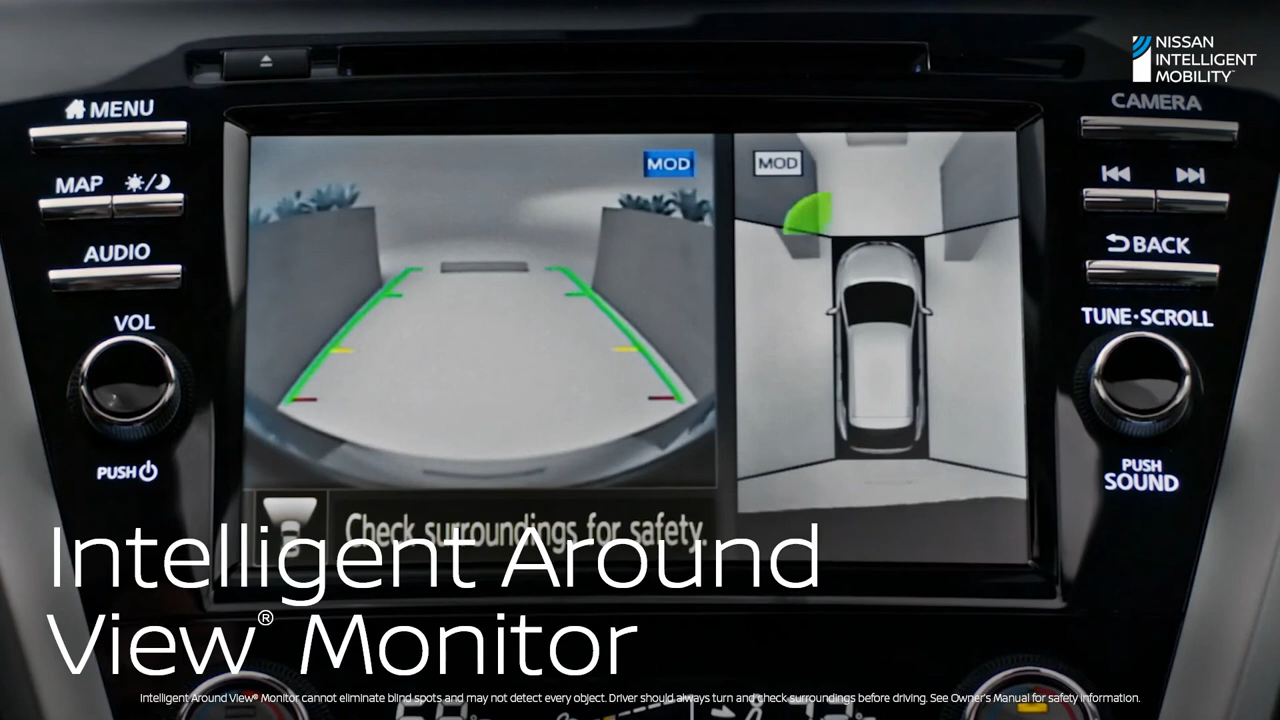 NISSAN
INTELLIGENT
MOBILITY™
MENU
CAMERA
MOD
MOD
MAP
AUDIO
BACK
VOL
TUNE·SCROLL
PUSH
PUSH
SOUND
Check surroundings for safety.
Intelligent Around
View® Monitor
Intelligent Around View® Monitor cannot eliminate blind spots and may not detect every object. Driver should always turn and check surroundings before driving. See Owner's Manual for safety information.